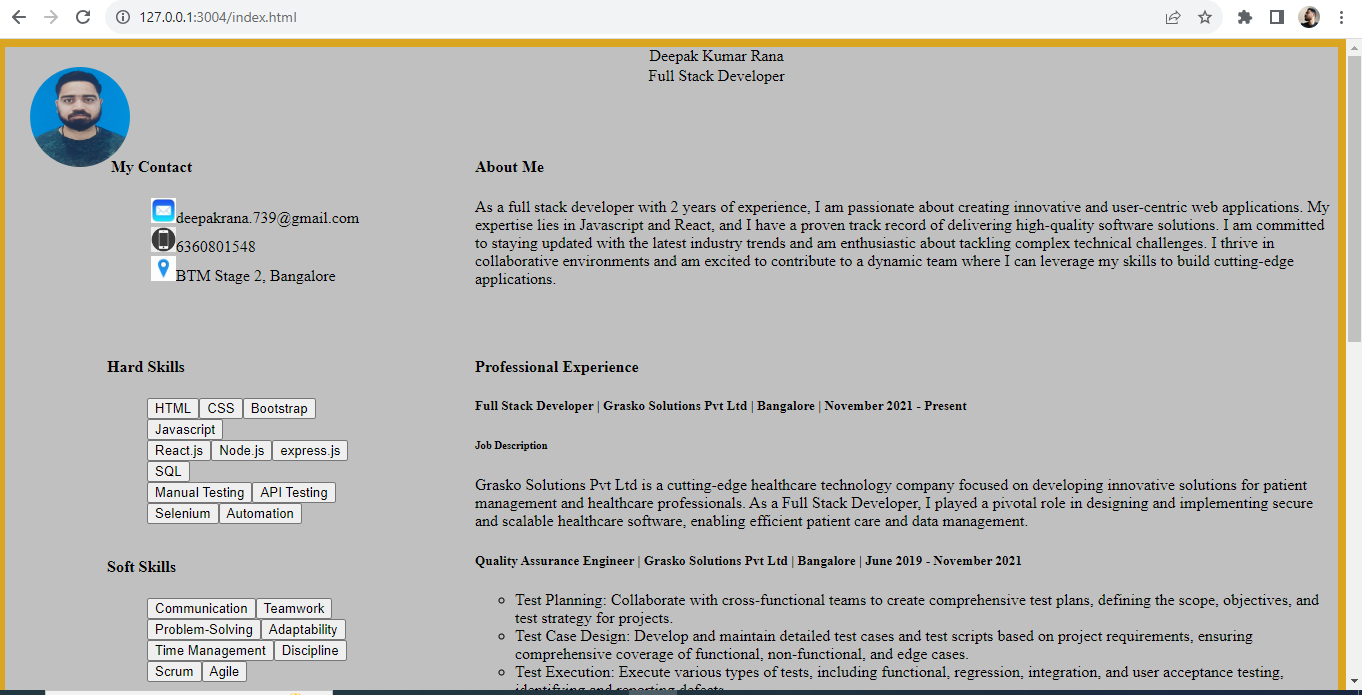 127.0.0.1:3004/index.html
Deepak Kumar Rana
Full Stack Developer
My Contact
deepakrana.739@gmail.com
6360801548
BTM Stage 2, Bangalore
About Me
As a full stack developer with 2 years of experience, I am passionate about creating innovative and user-centric web applications. My
expertise lies in Javascript and React, and I have a proven track record of delivering high-quality software solutions. I am committed
to staying updated with the latest industry trends and am enthusiastic about tackling complex technical challenges. I thrive in
collaborative environments and am excited to contribute to a dynamic team where I can leverage my skills to build cutting-edge
applications.
Hard Skills
HTML CSS Bootstrap
Javascript
React.js Node.js express.js
SQL
Manual Testing API Testing
Selenium Automation
Soft Skills
Communication Teamwork
Problem-Solving Adaptability
Time Management Discipline
Scrum Agile
Professional Experience
Full Stack Developer | Grasko Solutions Pvt Ltd | Bangalore | November 2021 - Present
Job Description
Grasko Solutions Pvt Ltd is a cutting-edge healthcare technology company focused on developing innovative solutions for patient
management and healthcare professionals. As a Full Stack Developer, I played a pivotal role in designing and implementing secure
and scalable healthcare software, enabling efficient patient care and data management.
Quality Assurance Engineer | Grasko Solutions Pvt Ltd | Bangalore | June 2019 - November 2021
Test Planning: Collaborate with cross-functional teams to create comprehensive test plans, defining the scope, objectives, and
test strategy for projects.
Test Case Design: Develop and maintain detailed test cases and test scripts based on project requirements, ensuring
comprehensive coverage of functional, non-functional, and edge cases.
Test Execution: Execute various types of tests, including functional, regression, integration, and user acceptance testing,
identifying and reporting defects.